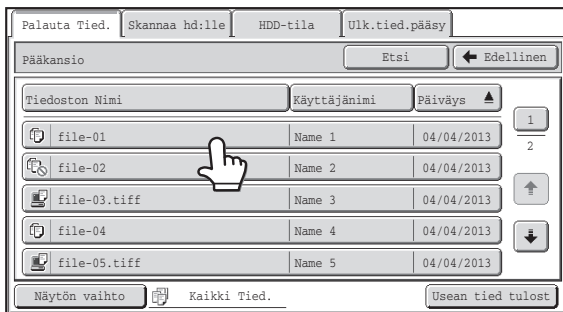 Palauta Tied. Skannaa hd:lle HDD-tila Ulk.tied.pääsy
Pääkansio Etsi Edellinen
Tiedoston Nimi Käyttäjänimi Päiväys
file-01 Name 1 04/04/2013
1
2
file-02 Name 2 04/04/2013
file-03.tiff Name 3 04/04/2013
file-04 Name 4 04/04/2013
file-05.tiff Name 5 04/04/2013
Näytön vaihto Kaikki Tied. Usean tied tulost